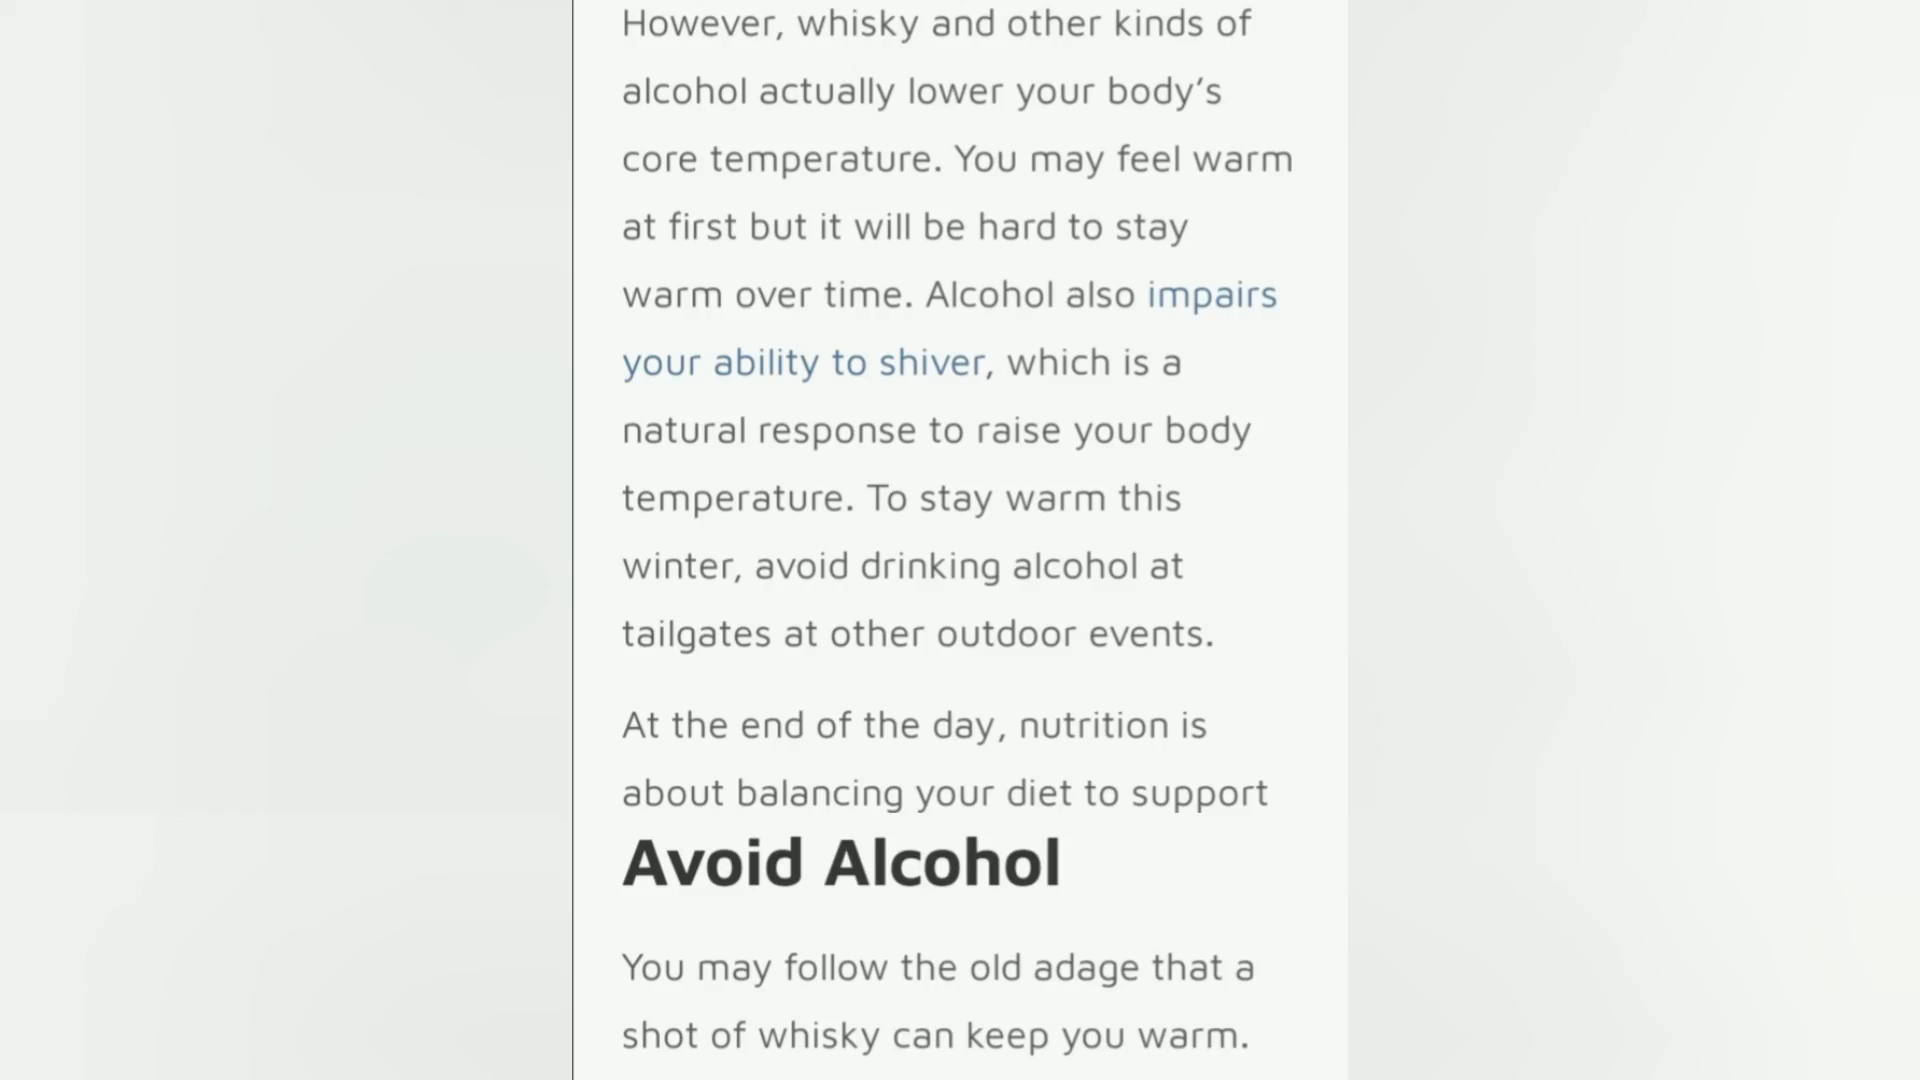 However, whisky and other kinds of
alcohol actually lower your body’s
core temperature. You may feel warm
at first but it will be hard to stay
warm over time. Alcohol also impairs
your ability to shiver, which is a
natural response to raise your body
temperature. To stay warm this
winter, avoid drinking alcohol at
tailgates at other outdoor events.
At the end of the day, nutrition is
about balancing your diet to support
Avoid Alcohol
You may follow the old adage that a
shot of whisky can keep you warm.